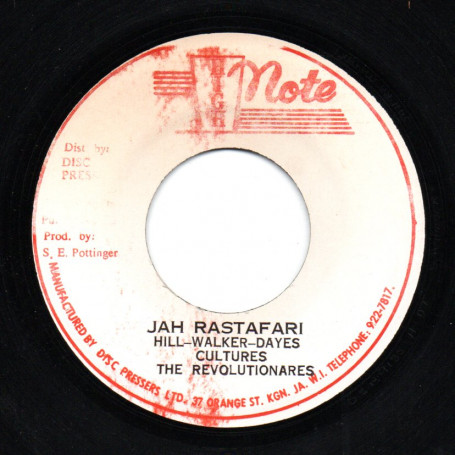 HIGH Note
Dist by:
DISC
PRES
Prod. by:
S. E. Pottinger
JAH RASTAFARI
HILL-WALKER-DAYES
CULTURES
THE REVOLUTIONARES
MANUFACTURED BY DISC PRESSERS LTD. 37 ORANGE ST. KGN. JA. W.I. TELEPHONE: 922-7817.